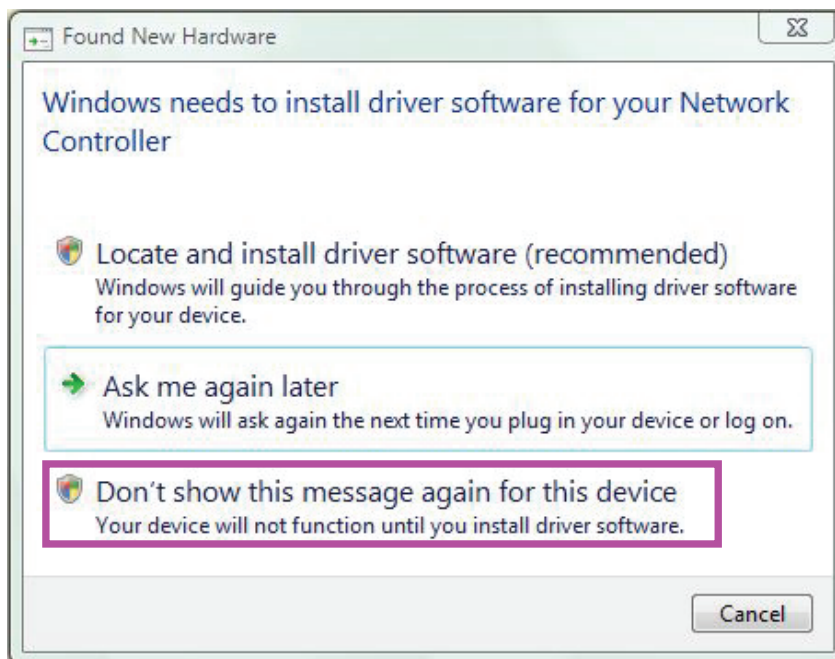 Found New Hardware
Windows needs to install driver software for your Network
Controller
Locate and install driver software (recommended)
Windows will guide you through the process of installing driver software
for your device.
Ask me again later
Windows will ask again the next time you plug in your device or log on.
Don't show this message again for this device
Your device will not function until you install driver software.
Cancel